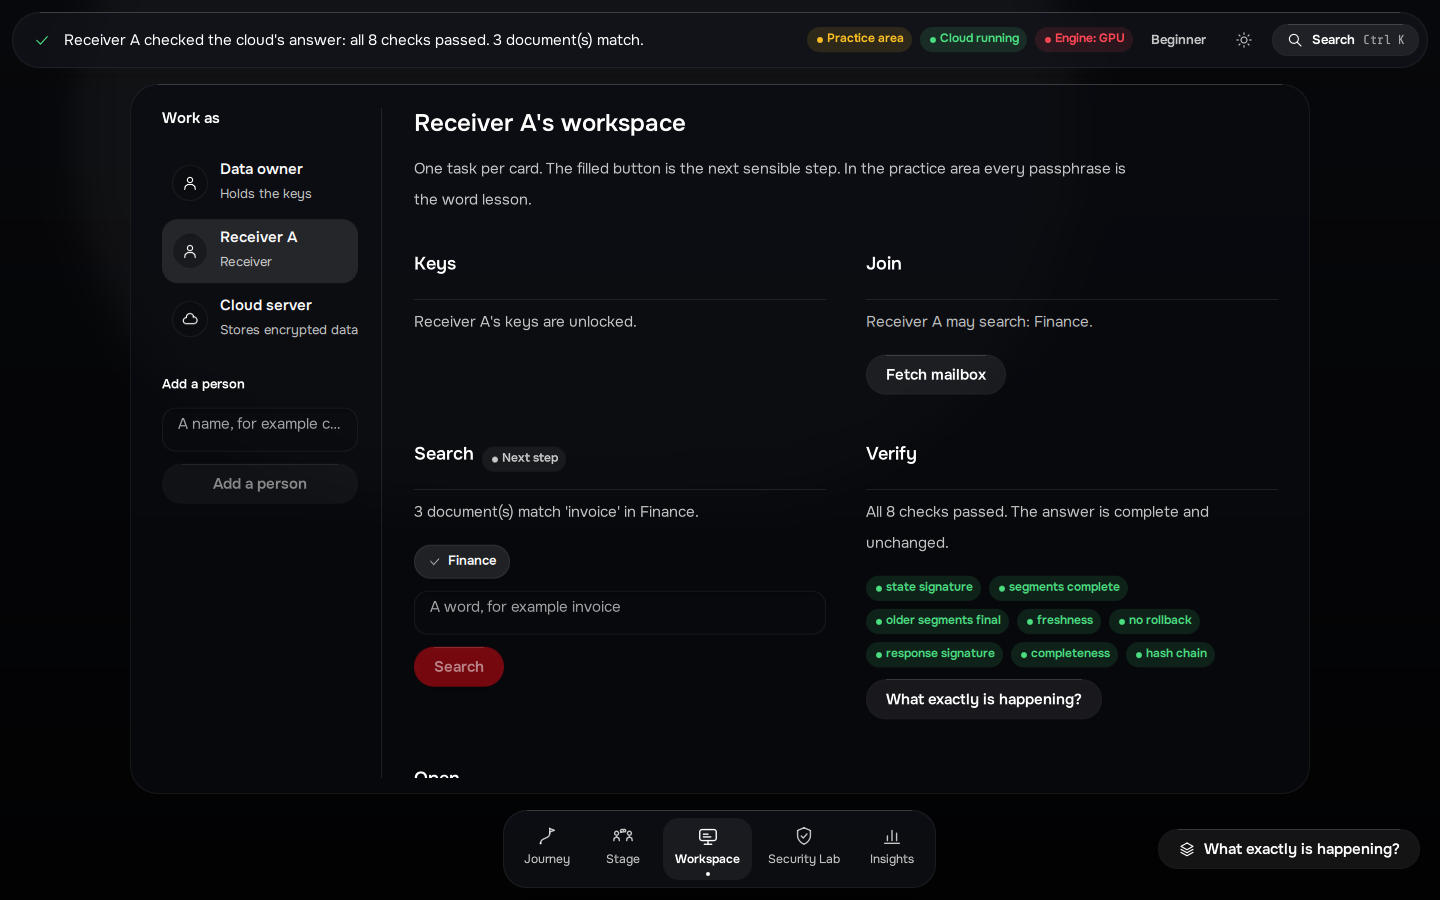 Receiver A checked the cloud's answer: all 8 checks passed. 3 document(s) match.
Practice area
Cloud running
Engine: GPU
Beginner
Search Ctrl K
Work as
Data owner
Holds the keys
Receiver A
Receiver
Cloud server
Stores encrypted data
Add a person
A name, for example c...
Add a person
Receiver A's workspace
One task per card. The filled button is the next sensible step. In the practice area every passphrase is
the word lesson.
Keys
Receiver A's keys are unlocked.
Join
Receiver A may search: Finance.
Fetch mailbox
Search
Next step
3 document(s) match 'invoice' in Finance.
Finance
A word, for example invoice
Search
Verify
All 8 checks passed. The answer is complete and
unchanged.
state signature
segments complete
older segments final
freshness
no rollback
response signature
completeness
hash chain
What exactly is happening?
Open
Journey
Stage
Workspace
Security Lab
Insights
What exactly is happening?